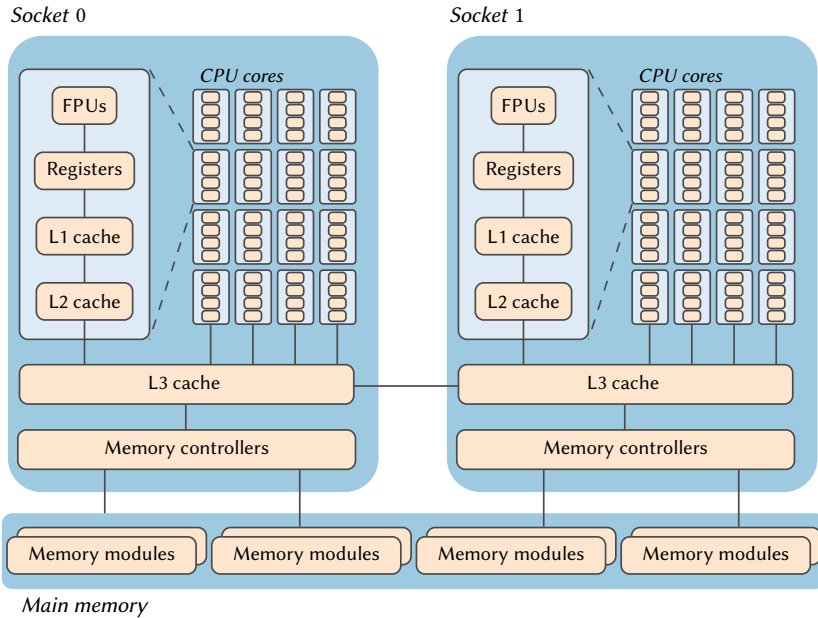 Socket 0
Socket 1
CPU cores
CPU cores
FPUs
FPUs
Registers
Registers
L1 cache
L1 cache
L2 cache
L2 cache
L3 cache
L3 cache
Memory controllers
Memory controllers
Memory modules
Memory modules
Memory modules
Memory modules
Main memory